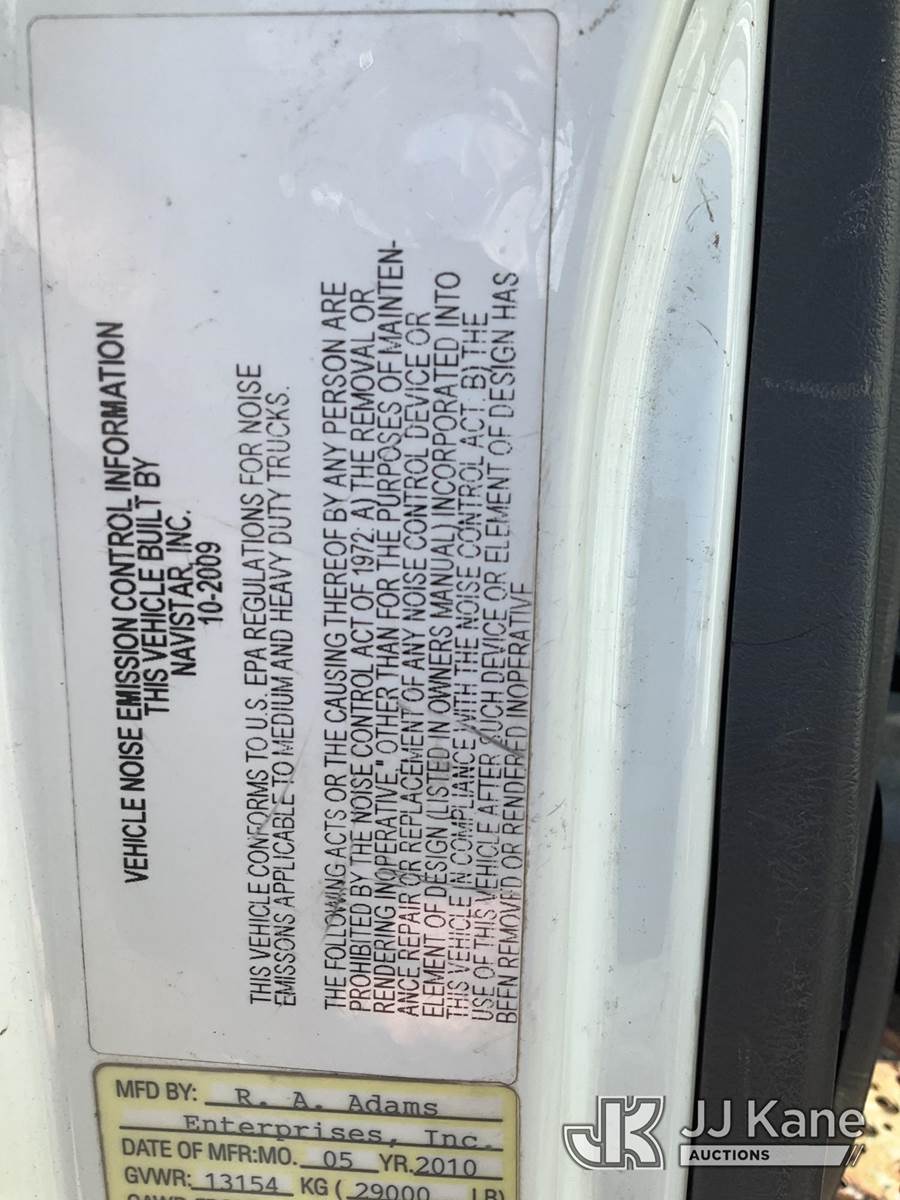 VEHICLE NOISE EMISSION CONTROL INFORMATION
THIS VEHICLE BUILT BY
NAVISTAR, INC.
10-2009
THIS VEHICLE CONFORMS TO U.S. EPA REGULATIONS FOR NOISE
EMISSONS APPLICABLE TO MEDIUM AND HEAVY DUTY TRUCKS.
THE FOLLOWING ACTS OR THE CAUSING THEREOF BY ANY PERSON ARE
PROHIBITED BY THE NOISE CONTROL ACT OF 1972: A) THE REMOVAL OR
RENDERING INOPERATIVE," OTHER THAN FOR THE PURPOSES OF MAINTEN-
ANCE REPAIR OR REPLACEMENT OF ANY NOISE CONTROL DEVICE OR
ELEMENT OF DESIGN (LISTED IN OWNERS MANUAL) INCORPORATED INTO
THIS VEHICLE IN COMPLIANCE WITH THE NOISE CONTROL ACT. B) THE
USE OF THIS VEHICLE AFTER SUCH DEVICE OR ELEMENT OF DESIGN HAS
BEEN REMOVED OR RENDERED INOPERATIVE
MFD BY: R. A. Adams
Enterprises, Inc.
DATE OF MFR:MO. 05 YR.2010
GVWR: 13154 KG ( 29000 LB)
JK JJ Kane
AUCTIONS